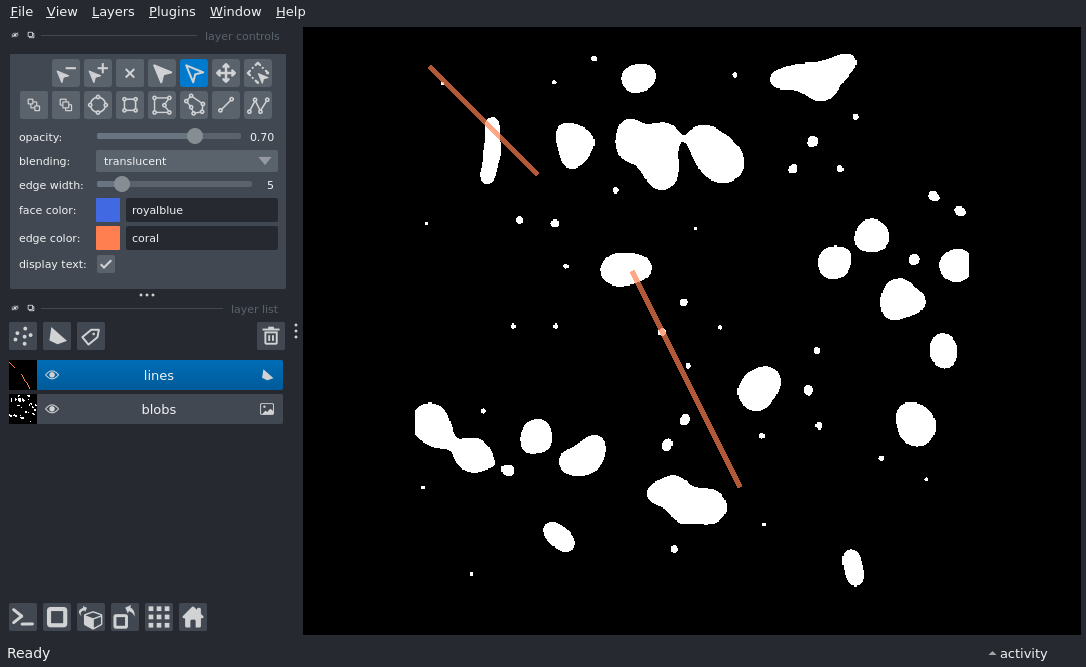 File View Layers Plugins Window Help
layer controls
opacity: 0.70
blending: translucent
edge width: 5
face color: royalblue
edge color: coral
display text:
layer list
lines
blobs
Ready
activity